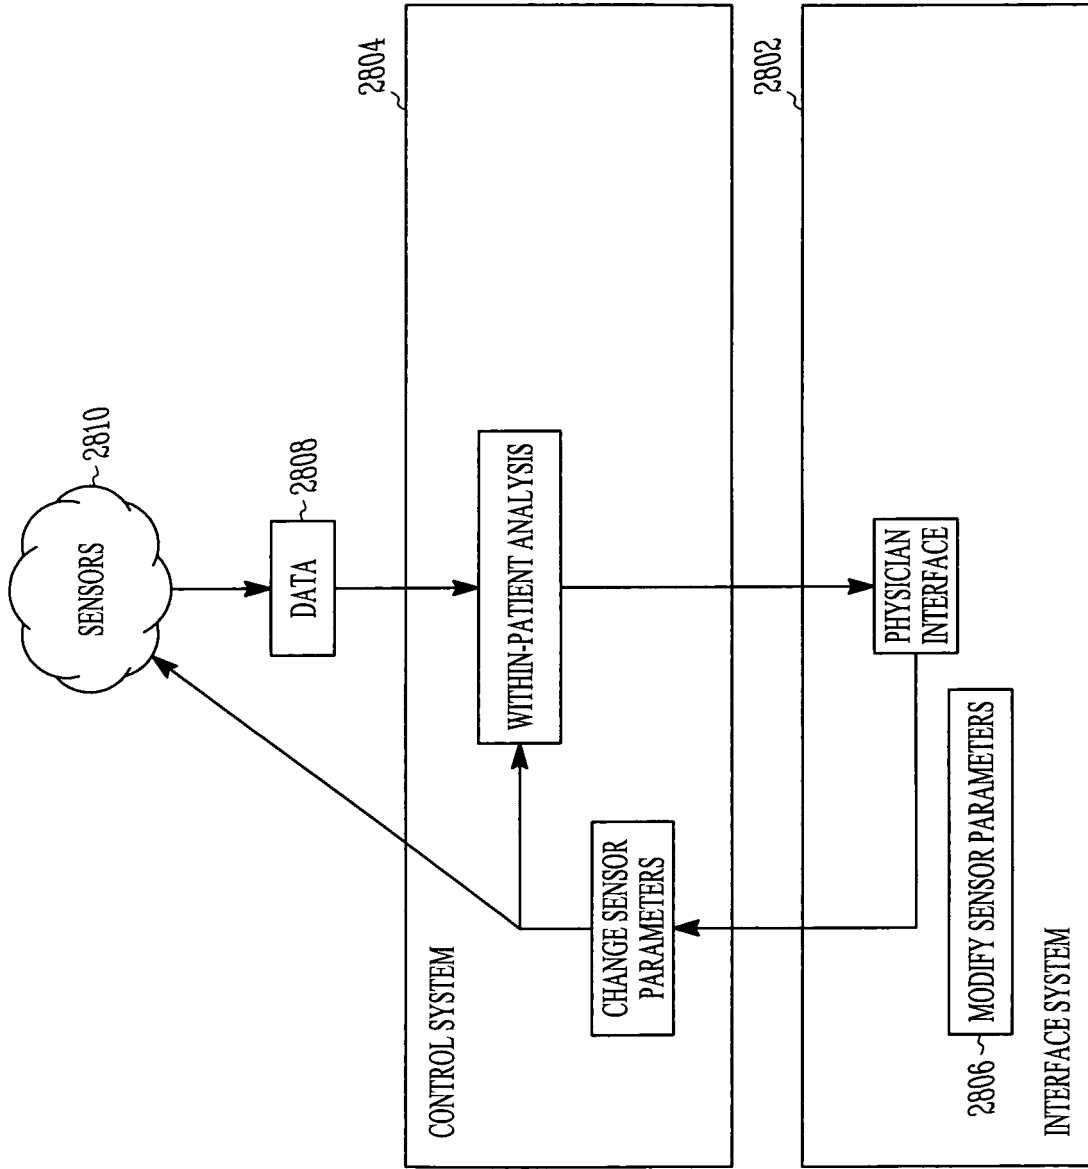 SENSORS
2810
DATA
2808
2804
CONTROL SYSTEM
WITHIN-PATIENT ANALYSIS
CHANGE SENSOR
PARAMETERS
2802
PHYSICIAN
INTERFACE
2806
MODIFY SENSOR PARAMETERS
INTERFACE SYSTEM